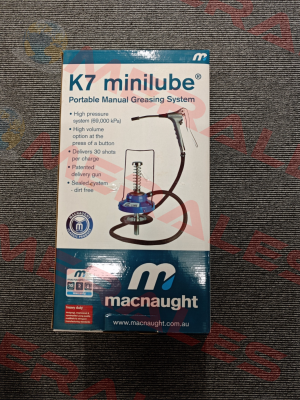 K7 minilube®
Portable Manual Greasing System
• High pressure
system (69,000 kPa)
• High volume
option at the
press of a button
• Delivers 30 shots
per charge
• Patented
delivery gun
• Sealed system
- dirt free
macnaught
www.macnaught.com.au